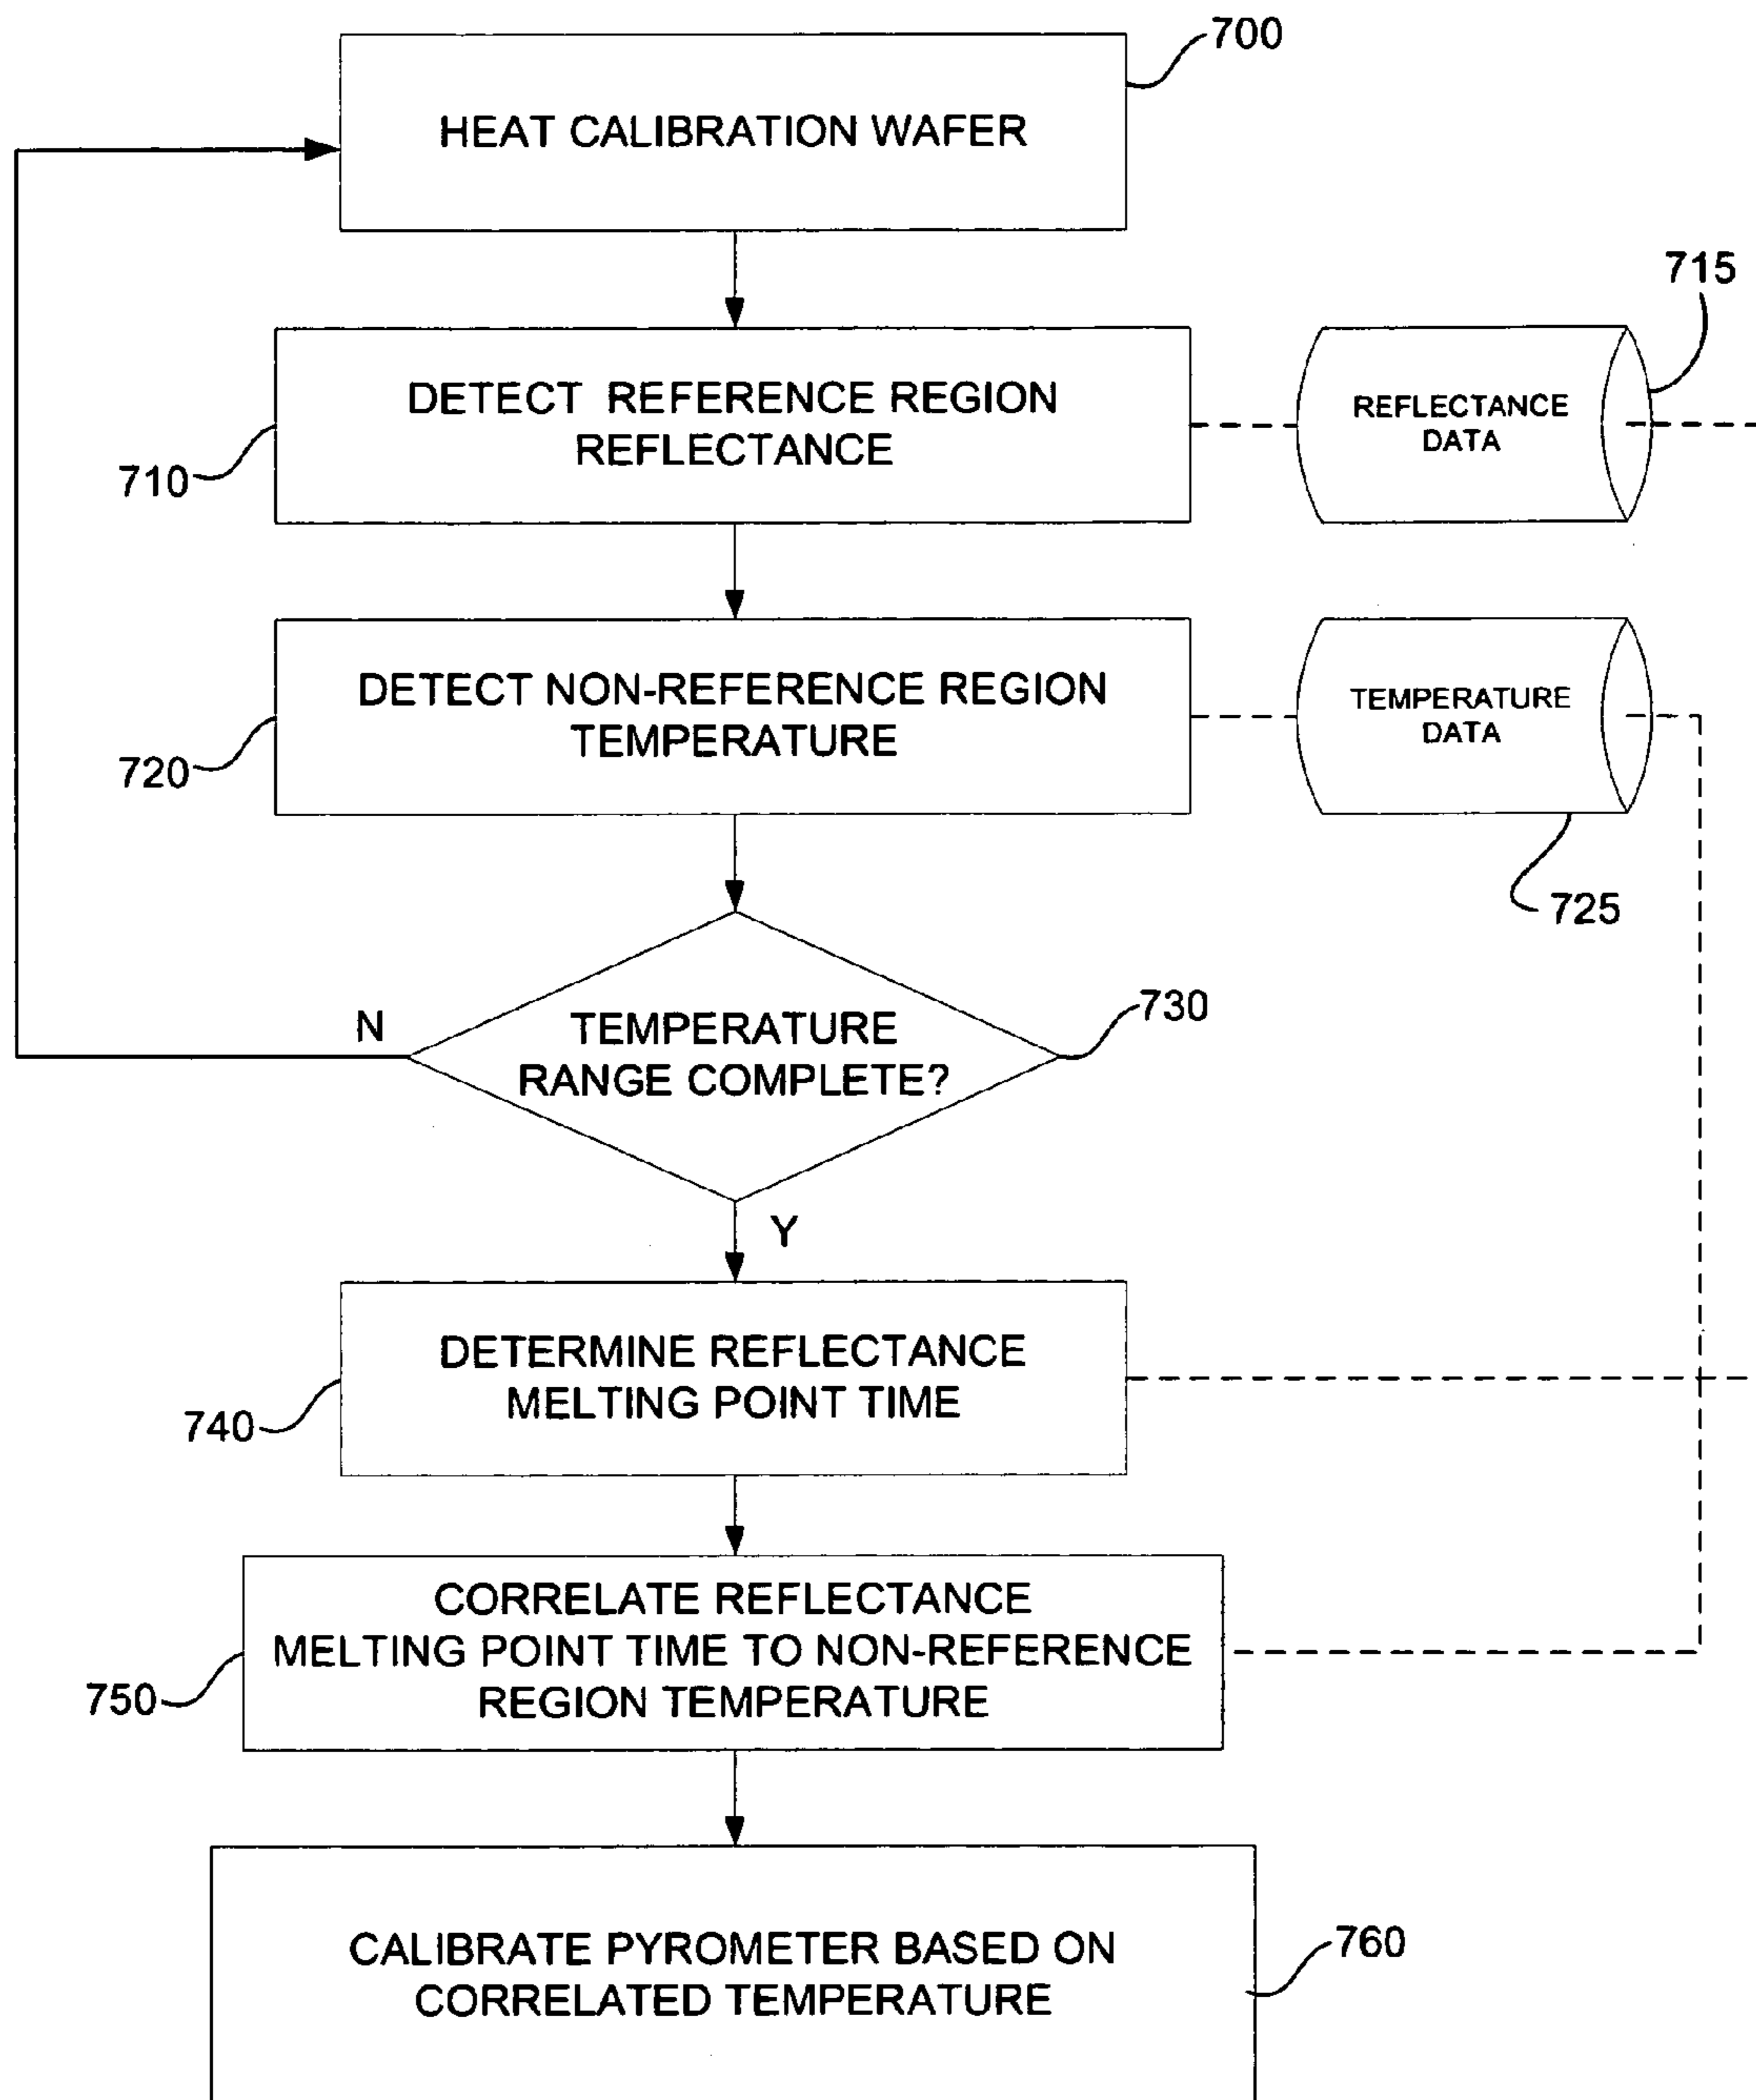 700
HEAT CALIBRATION WAFER
715
DETECT REFERENCE REGION
REFLECTANCE
REFLECTANCE
DATA
710
DETECT NON-REFERENCE REGION
TEMPERATURE
TEMPERATURE
DATA
720
725
N
TEMPERATURE
RANGE COMPLETE?
730
Y
DETERMINE REFLECTANCE
MELTING POINT TIME
740
CORRELATE REFLECTANCE
MELTING POINT TIME TO NON-REFERENCE
REGION TEMPERATURE
750
CALIBRATE PYROMETER BASED ON
CORRELATED TEMPERATURE
760